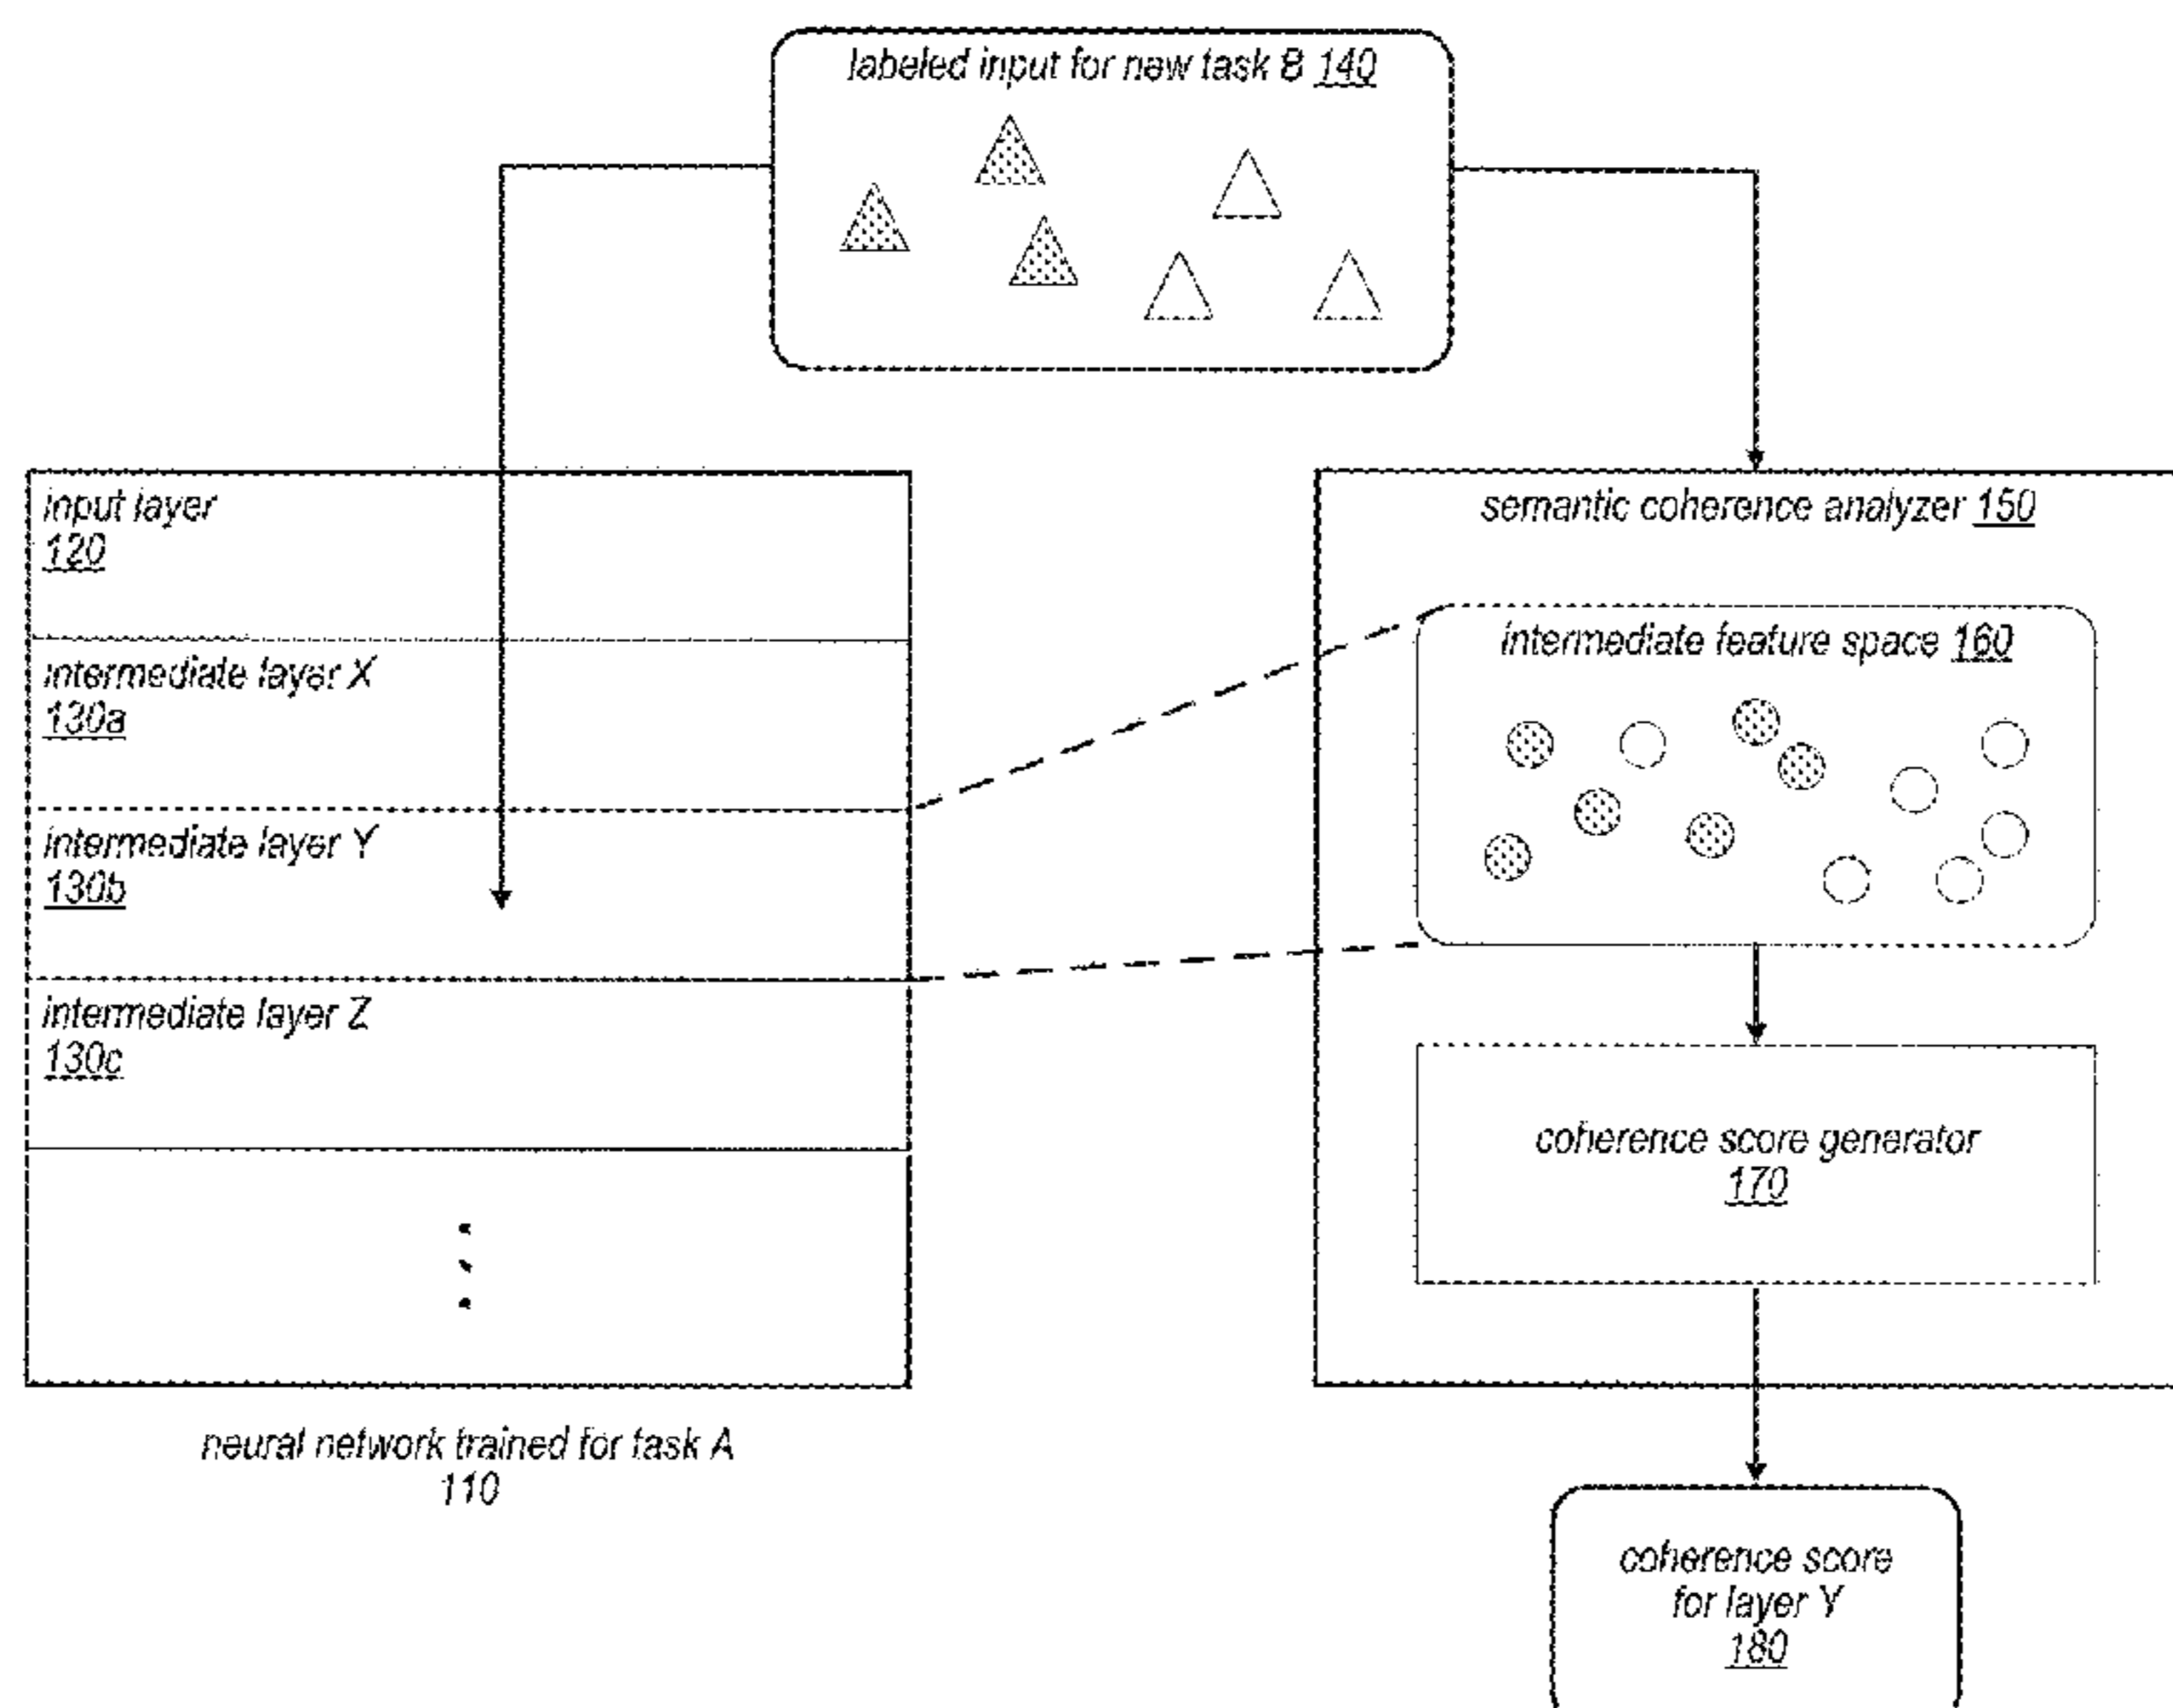 labeled input for new task B 140
input layer
120
intermediate layer X
130a
intermediate layer Y
130b
intermediate layer Z
130c
neural network trained for task A
110
semantic coherence analyzer 150
intermediate feature space 160
coherence score generator
170
coherence score
for layer Y
180